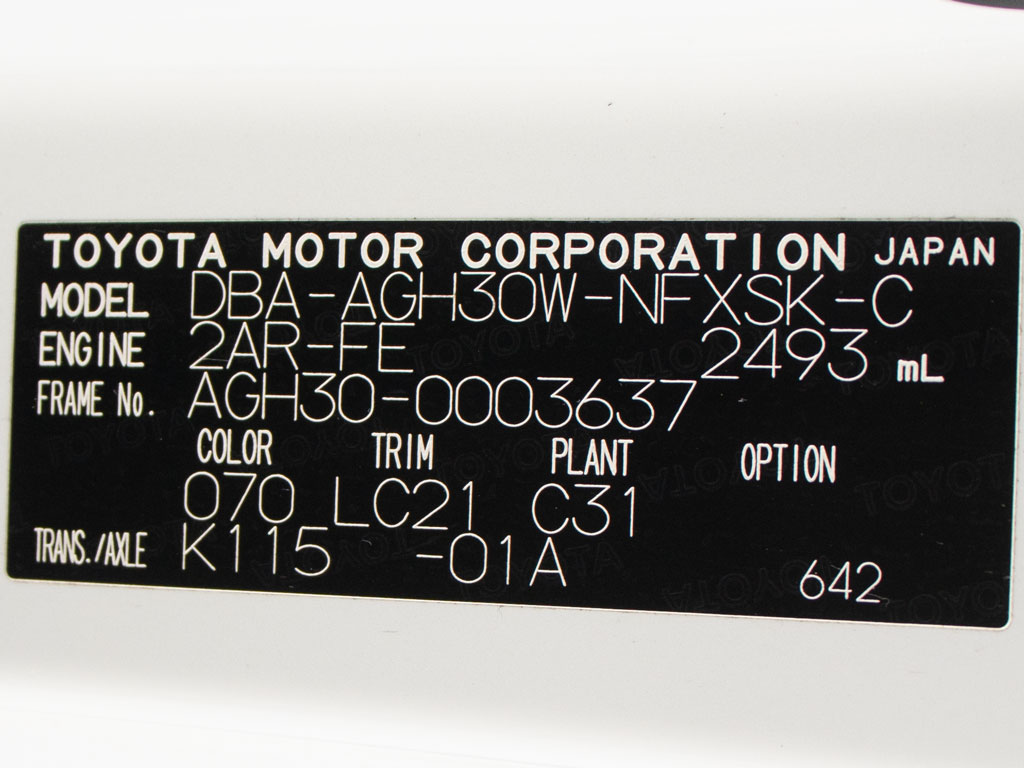 TOYOTA MOTOR CORPORATION JAPAN
MODEL DBA-AGH30W-NFXSK-C
ENGINE 2AR-FE 2493 mL
FRAME No. AGH30-0003637
COLOR TRIM PLANT OPTION
070 LC21 C31
TRANS./AXLE K115 -01A
642